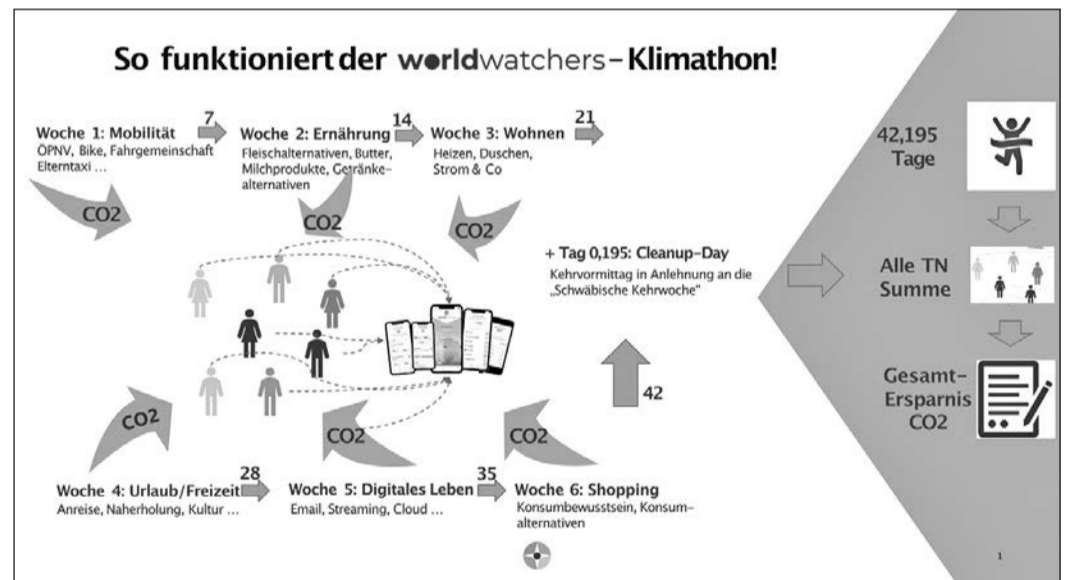 So funktioniert der worldwatchers–Klimathon!
7
Woche 1: Mobilität
ÖPNV, Bike, Fahrgemeinschaft
Elterntaxi ...
CO2
14
Woche 2: Ernährung
Fleischalternativen, Butter,
Milchprodukte, Getränke–
alternativen
CO2
21
Woche 3: Wohnen
Heizen, Duschen,
Strom & Co
CO2
+ Tag 0,195: Cleanup–Day
Kehrvormittag in Anlehnung an die
„Schwäbische Kehrwoche“
42
CO2
28
Woche 4: Urlaub/Freizeit
Anreise, Naherholung, Kultur ...
CO2
35
Woche 5: Digitales Leben
Email, Streaming, Cloud ...
CO2
Woche 6: Shopping
Konsumbewusstsein, Konsum–
alternativen
42,195
Tage
Alle TN
Summe
Gesamt–
Ersparnis
CO2
1